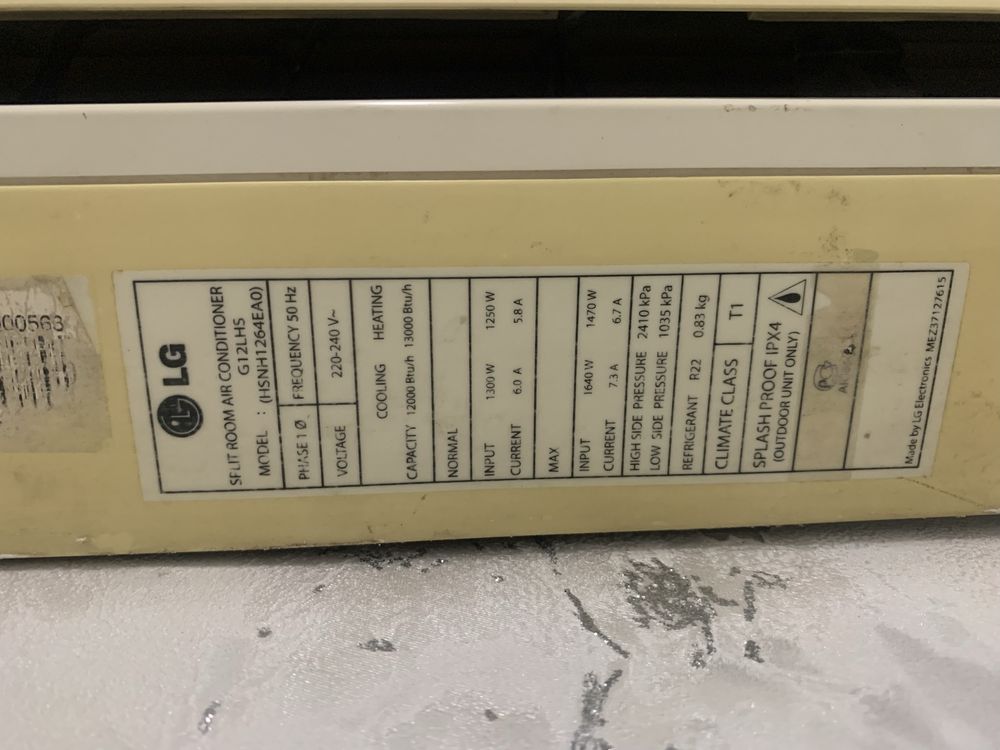 00563
LG
SPLIT ROOM AIR CONDITIONER
G12LHS
MODEL : (HSNH1264EA0)
PHASE 1 Ø FREQUENCY 50 Hz
VOLTAGE 220-240 V~
COOLING HEATING
CAPACITY 12000 Btu/h 13000 Btu/h
NORMAL
INPUT 1300 W 1250 W
CURRENT 6.0 A 5.8 A
MAX
INPUT 1640 W 1470 W
CURRENT 7.3 A 6.7 A
HIGH SIDE PRESSURE 2410 kPa
LOW SIDE PRESSURE 1035 kPa
REFRIGERANT R22 0.83 kg
CLIMATE CLASS T1
SPLASH PROOF IPX4
(OUTDOOR UNIT ONLY)
Made by LG Electronics MEZ37127615